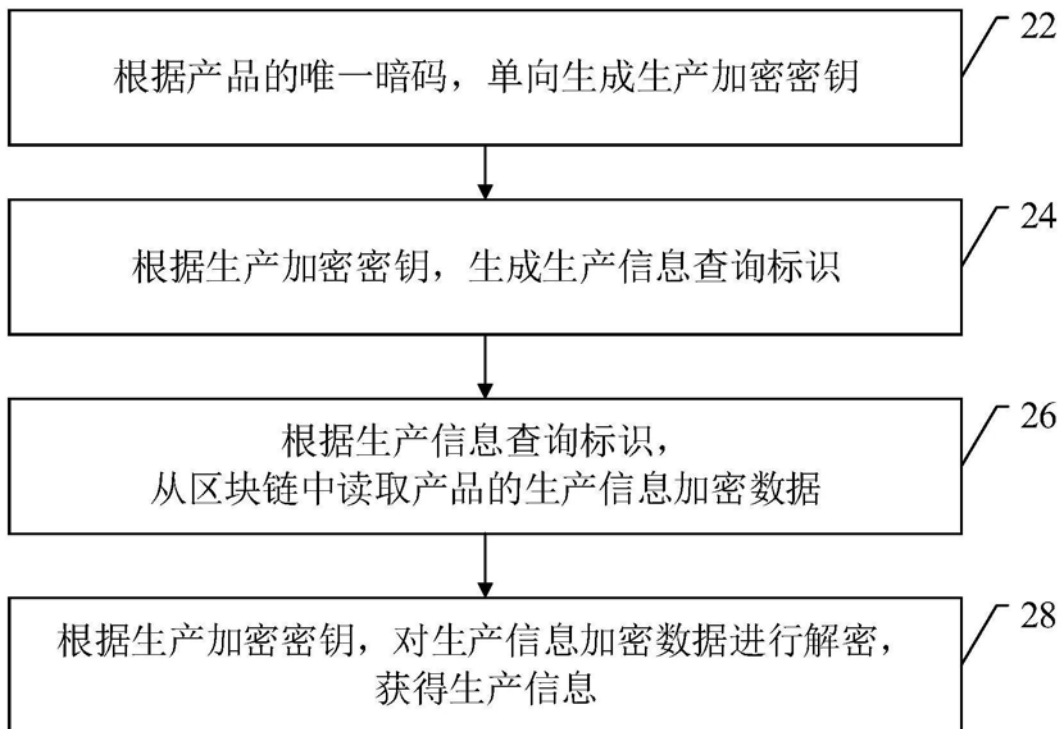 22
根据产品的唯一暗码，单向生成生产加密密钥
24
根据生产加密密钥，生成生产信息查询标识
26
根据生产信息查询标识，
从区块链中读取产品的生产信息加密数据
28
根据生产加密密钥，对生产信息加密数据进行解密，
获得生产信息